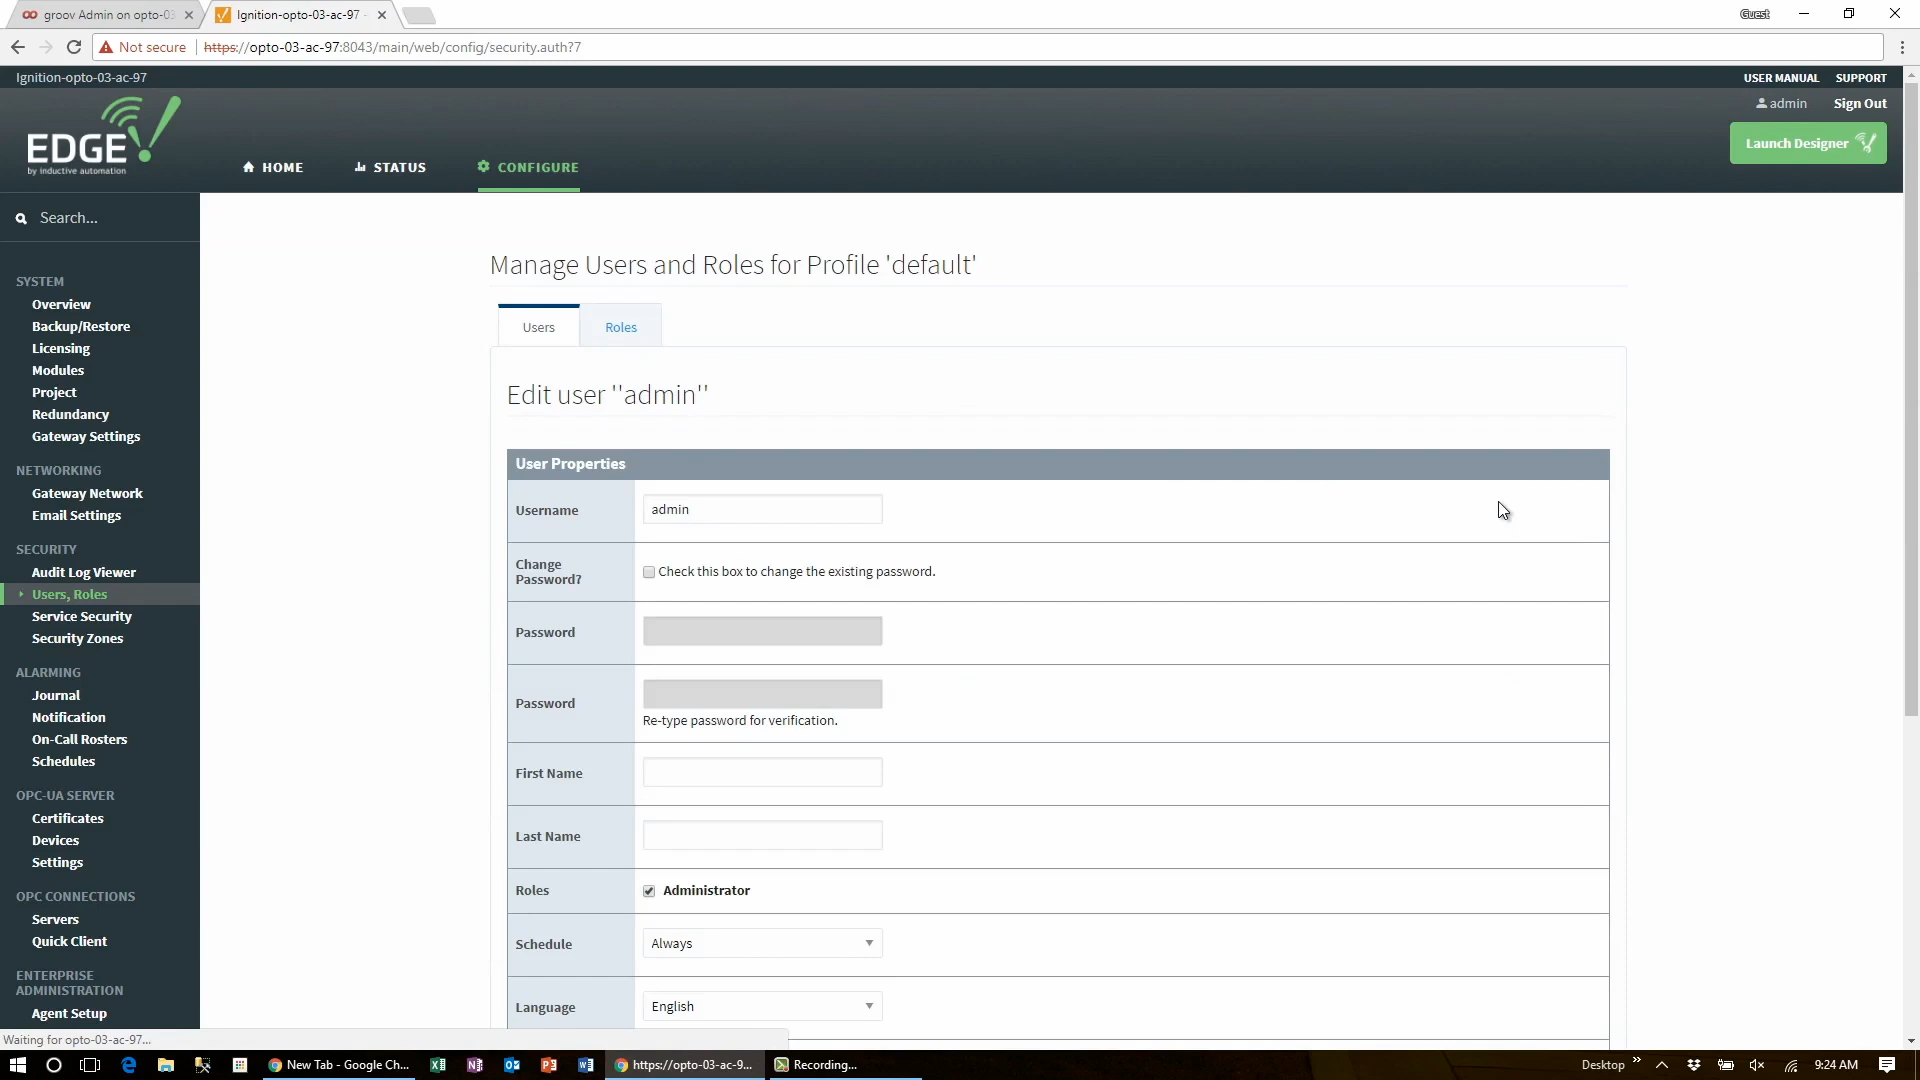 groov Admin on opto-03
Ignition-opto-03-ac-97 -
Guest
Not secure
https://opto-03-ac-97:8043/main/web/config/security.auth?7
Ignition-opto-03-ac-97
USER MANUAL
SUPPORT
admin
Sign Out
EDGE
by inductive automation
HOME
STATUS
CONFIGURE
Launch Designer
Search...
SYSTEM
Overview
Backup/Restore
Licensing
Modules
Project
Redundancy
Gateway Settings
NETWORKING
Gateway Network
Email Settings
SECURITY
Audit Log Viewer
Users, Roles
Service Security
Security Zones
ALARMING
Journal
Notification
On-Call Rosters
Schedules
OPC-UA SERVER
Certificates
Devices
Settings
OPC CONNECTIONS
Servers
Quick Client
ENTERPRISE
ADMINISTRATION
Agent Setup
Manage Users and Roles for Profile 'default'
Users
Roles
Edit user ''admin''
User Properties
Username
admin
Change
Password?
Check this box to change the existing password.
Password
Password
Re-type password for verification.
First Name
Last Name
Roles
Administrator
Schedule
Always
Language
English
Waiting for opto-03-ac-97...
New Tab - Google Ch...
https://opto-03-ac-9...
Recording...
Desktop
9:24 AM